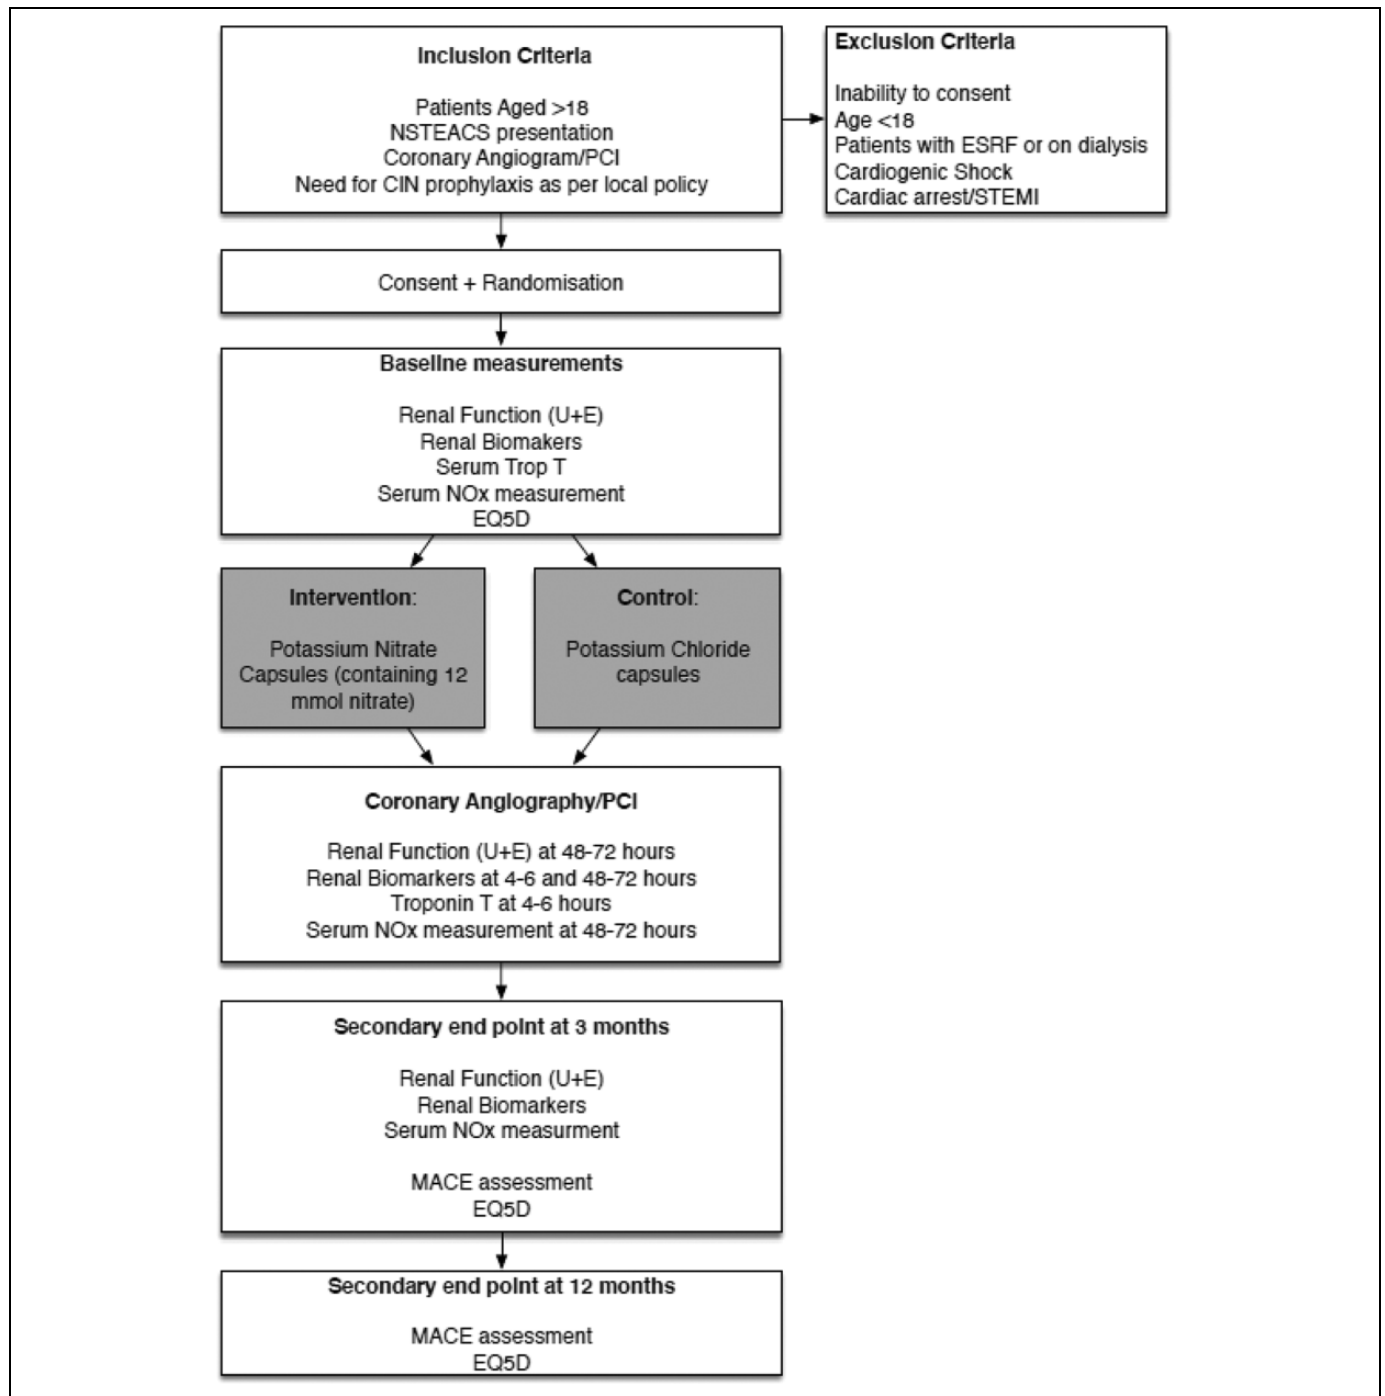 Inclusion Criteria
Patients Aged >18
NSTEACS presentation
Coronary Angiogram/PCI
Need for CIN prophylaxis as per local policy
Exclusion Criteria
Inability to consent
Age <18
Patients with ESRF or on dialysis
Cardiogenic Shock
Cardiac arrest/STEMI
Consent + Randomisation
Baseline measurements
Renal Function (U+E)
Renal Biomakers
Serum Trop T
Serum NOx measurement
EQ5D
Intervention:
Potassium Nitrate
Capsules (containing 12
mmol nitrate)
Control:
Potassium Chloride
capsules
Coronary Angiography/PCI
Renal Function (U+E) at 48-72 hours
Renal Biomarkers at 4-6 and 48-72 hours
Troponin T at 4-6 hours
Serum NOx measurement at 48-72 hours
Secondary end point at 3 months
Renal Function (U+E)
Renal Biomarkers
Serum NOx measurment
MACE assessment
EQ5D
Secondary end point at 12 months
MACE assessment
EQ5D